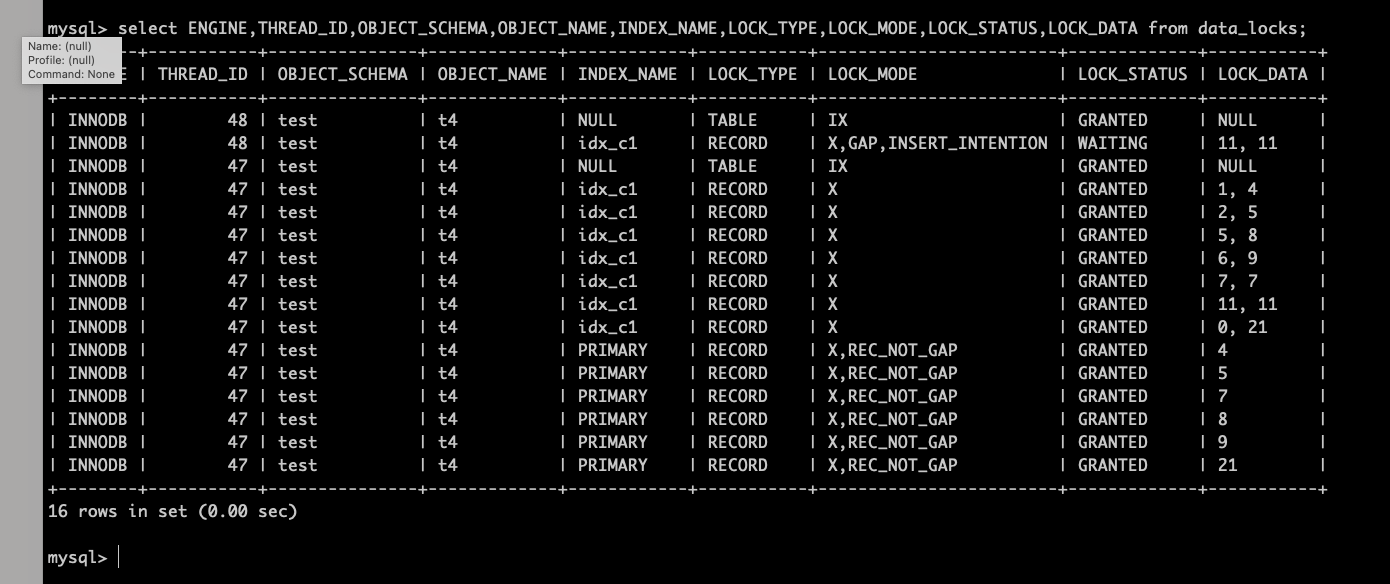 mysql> select ENGINE,THREAD_ID,OBJECT_SCHEMA,OBJECT_NAME,INDEX_NAME,LOCK_TYPE,LOCK_MODE,LOCK_STATUS,LOCK_DATA from data_locks;
Name: (null)
Profile: (null)
Command: None
E | THREAD_ID | OBJECT_SCHEMA | OBJECT_NAME | INDEX_NAME | LOCK_TYPE | LOCK_MODE | LOCK_STATUS | LOCK_DATA |
+--------+-----------+---------------+-------------+------------+-----------+------------------------+-------------+-----------+
| INNODB | 48 | test | t4 | NULL | TABLE | IX | GRANTED | NULL |
| INNODB | 48 | test | t4 | idx_c1 | RECORD | X,GAP,INSERT_INTENTION | WAITING | 11, 11 |
| INNODB | 47 | test | t4 | NULL | TABLE | IX | GRANTED | NULL |
| INNODB | 47 | test | t4 | idx_c1 | RECORD | X | GRANTED | 1, 4 |
| INNODB | 47 | test | t4 | idx_c1 | RECORD | X | GRANTED | 2, 5 |
| INNODB | 47 | test | t4 | idx_c1 | RECORD | X | GRANTED | 5, 8 |
| INNODB | 47 | test | t4 | idx_c1 | RECORD | X | GRANTED | 6, 9 |
| INNODB | 47 | test | t4 | idx_c1 | RECORD | X | GRANTED | 7, 7 |
| INNODB | 47 | test | t4 | idx_c1 | RECORD | X | GRANTED | 11, 11 |
| INNODB | 47 | test | t4 | idx_c1 | RECORD | X | GRANTED | 0, 21 |
| INNODB | 47 | test | t4 | PRIMARY | RECORD | X,REC_NOT_GAP | GRANTED | 4 |
| INNODB | 47 | test | t4 | PRIMARY | RECORD | X,REC_NOT_GAP | GRANTED | 5 |
| INNODB | 47 | test | t4 | PRIMARY | RECORD | X,REC_NOT_GAP | GRANTED | 7 |
| INNODB | 47 | test | t4 | PRIMARY | RECORD | X,REC_NOT_GAP | GRANTED | 8 |
| INNODB | 47 | test | t4 | PRIMARY | RECORD | X,REC_NOT_GAP | GRANTED | 9 |
| INNODB | 47 | test | t4 | PRIMARY | RECORD | X,REC_NOT_GAP | GRANTED | 21 |
+--------+-----------+---------------+-------------+------------+-----------+------------------------+-------------+-----------+
16 rows in set (0.00 sec)
mysql>